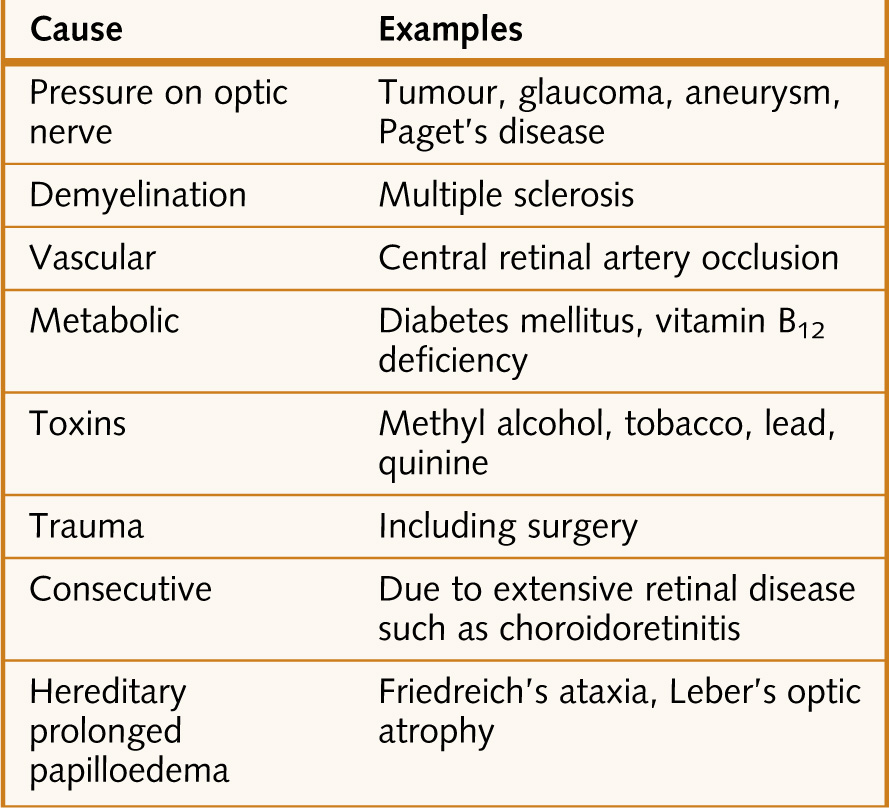 Cause Examples
Pressure on optic Tumour, glaucoma, aneurysm,
nerve Paget's disease
Demyelination Multiple sclerosis
Vascular Central retinal artery occlusion
Metabolic Diabetes mellitus, vitamin B₁₂
deficiency
Toxins Methyl alcohol, tobacco, lead,
quinine
Trauma Including surgery
Consecutive Due to extensive retinal disease
such as choroidoretinitis
Hereditary Friedreich's ataxia, Leber's optic
prolonged atrophy
papilloedema